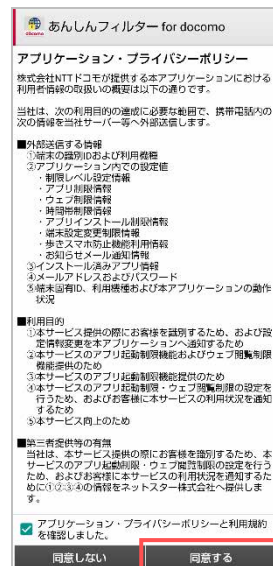 あんしんフィルター for docomo
アプリケーション・プライバシーポリシー
株式会社NTTドコモが提供する本アプリケーションにおける
利用者情報の取扱いの概要は以下の通りです。
当社は、次の利用目的の達成に必要な範囲で、携帯電話内の
次の情報を当社サーバー等へ外部送信します。
■外部送信する情報
①端末の識別IDおよび利用機種
②アプリケーション内での設定値
・制限レベル設定情報
・アプリ制限情報
・ウェブ制限情報
・時間帯制限情報
・アプリインストール制限情報
・端末設定変更制限情報
・歩きスマホ防止機能利用情報
・お知らせメール通知情報
③インストール済みアプリ情報
④メールアドレスおよびパスワード
⑤端末固有ID、利用機種および本アプリケーションの動作
状況
■利用目的
①本サービス提供の際にお客様を識別するため、および設
定情報変更を本アプリケーションへ通知するため
②本サービスのアプリ起動制限機能およびウェブ閲覧制限
機能提供のため
③本サービスのアプリ起動制限機能提供のため
④本サービスのアプリ起動制限・ウェブ閲覧制限の設定を
行うため、およびお客様に本サービスの利用状況を通知
するため
⑤本サービス向上のため
■第三者提供等の有無
当社は、本サービス提供の際にお客様を識別するため、本
サービスのアプリ起動制限・ウェブ閲覧制限の設定を行う
ため、およびお客様に本サービスの利用状況を通知するた
めに①②③④の情報をネットスター株式会社へ提供しま
す。
アプリケーション・プライバシーポリシーと利用規約
を確認しました。
同意しない 同意する